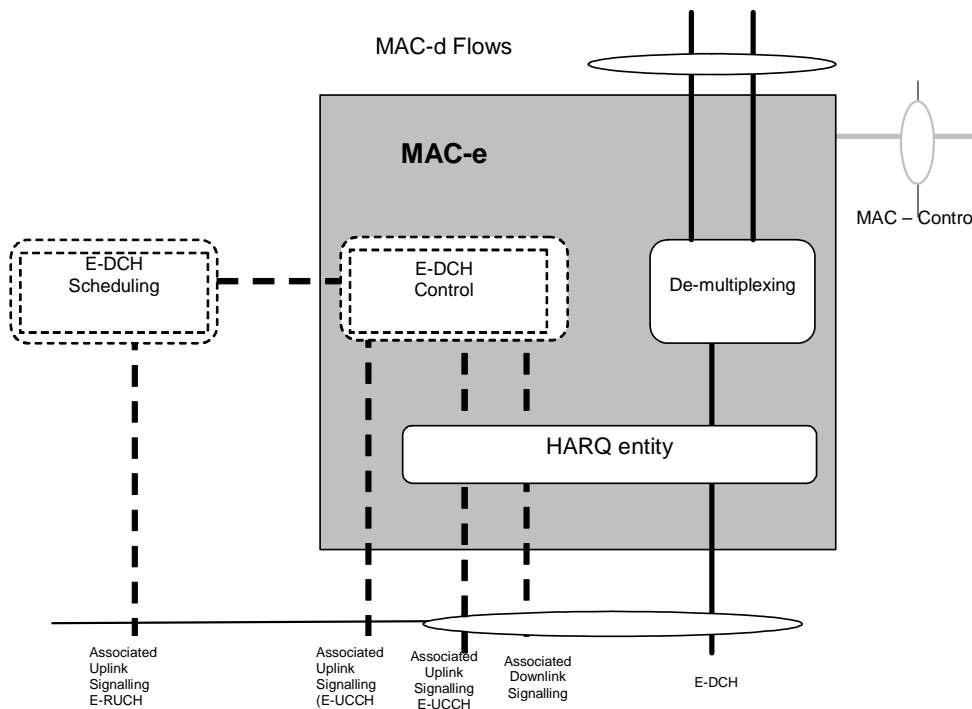 MAC-d Flows
MAC-e
MAC – Contro
E-DCH
Scheduling
E-DCH
Control
De-multiplexing
HARQ entity
Associated
Uplink
Signalling
E-RUCH
Associated
Uplink
Signalling
(E-UCCH
Associated
Uplink
Signalling
E-UCCH
Associated
Downlink
Signalling
E-DCH